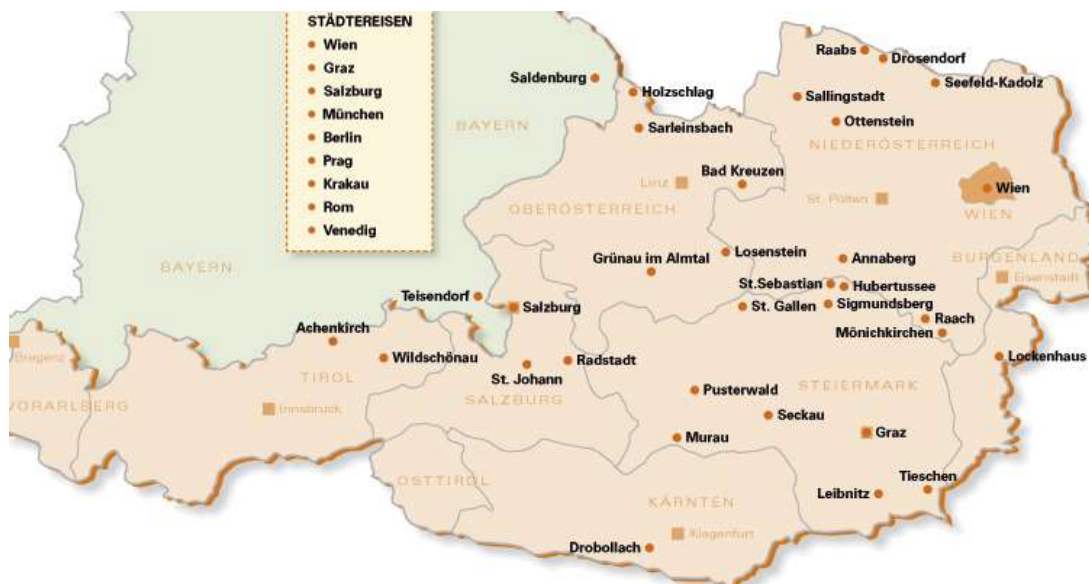 STÄDTEREISEN
Wien
Graz
Salzburg
München
Berlin
Prag
Krakau
Rom
Venedig
Raabs
Drosendorf
Saldenburg
Seefeld-Kadolz
Holzschlag
Sallingstadt
BAYERN
Sarleinsbach
Ottenstein
NIEDERÖSTERREICH
Bad Kreuzen
Linz
Wien
St. Pölten
OBERÖSTERREICH
WIEN
Losenstein
Annaberg
BURGENLAND
Grünau im Almtal
BAYERN
Eisenstadt
St.Sebastian
Hubertussee
Teisendorf
Salzburg
St. Gallen
Sigmundsberg
Raach
Mönichkirchen
Achenkirch
Bregenz
Wildschönau
Radstadt
Lockenhaus
St. Johann
TIROL
STEIERMARK
Pusterwald
SALZBURG
VORARLBERG
Innsbruck
Seckau
Murau
Graz
Tieschen
OSTTIROL
Leibnitz
KÄRNTEN
Klagenfurt
Drobollach